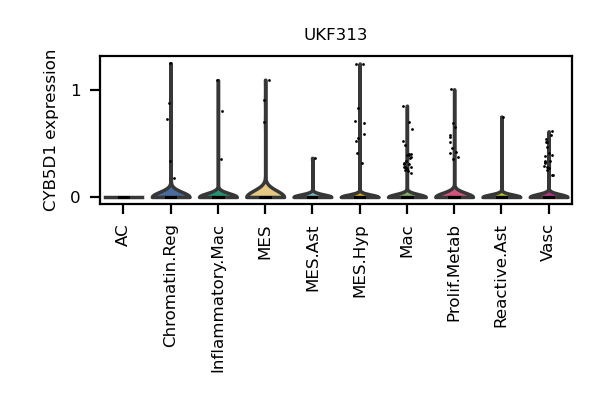 UKF313
CYB5D1 expression
1
0
AC
Chromatin.Reg
Inflammatory.Mac
MES
MES.Ast
MES.Hyp
Mac
Prolif.Metab
Reactive.Ast
Vasc